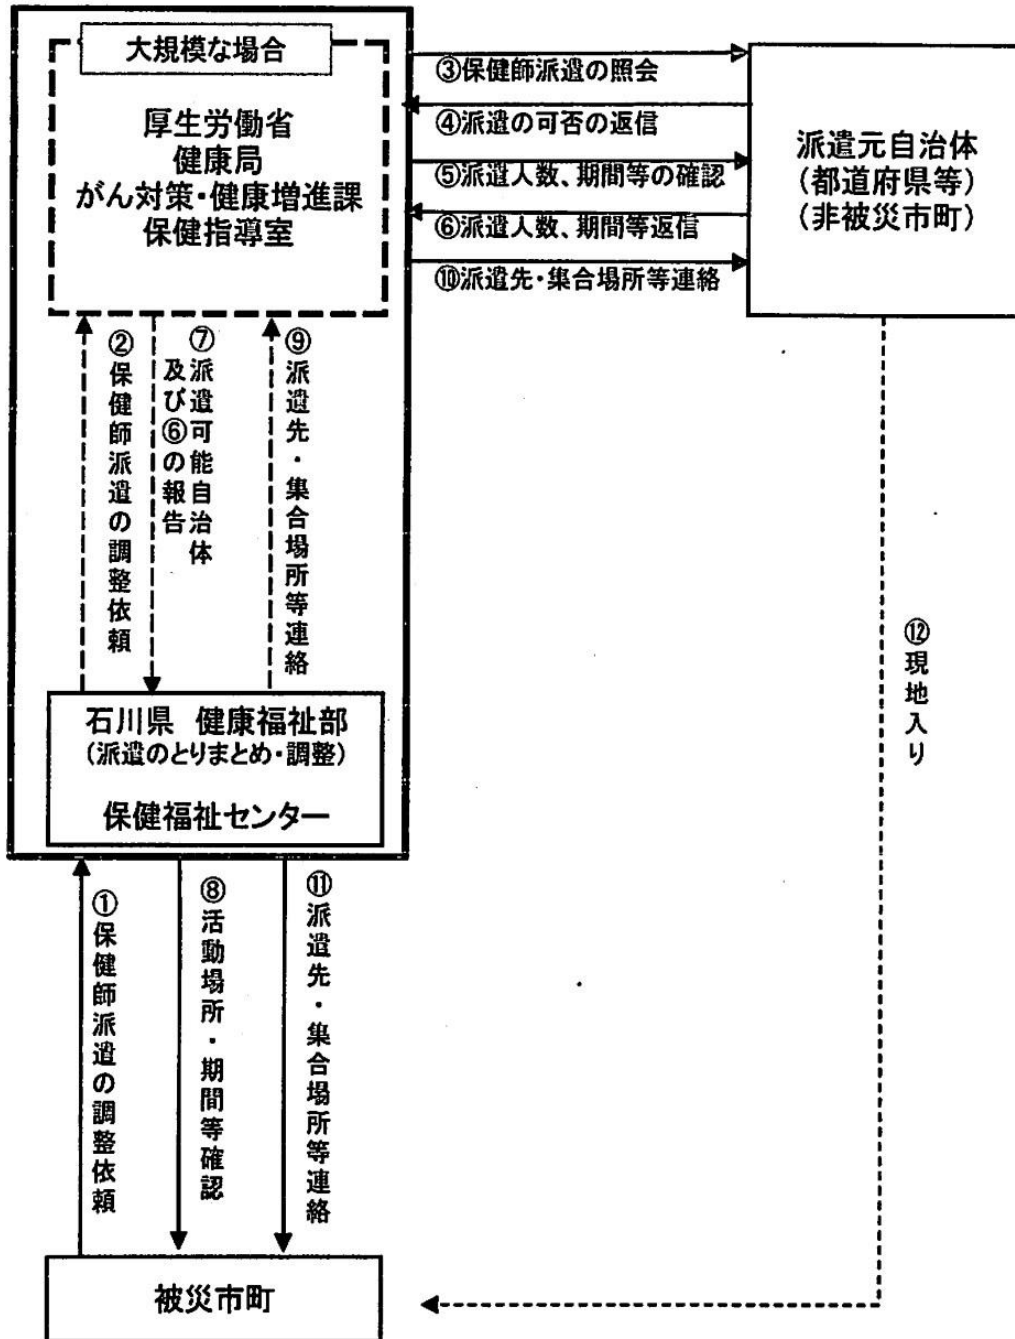 大規模な場合
厚生労働省
健康局
がん対策・健康増進課
保健指導室
③保健師派遣の照会
④派遣の可否の返信
⑤派遣人数、期間等の確認
⑥派遣人数、期間等返信
⑩派遣先・集合場所等連絡
派遣元自治体
(都道府県等)
(非被災市町)
②保健師派遣の調整依頼
⑦派遣可能自治体
及び⑥の報告
⑨派遣先・集合場所等連絡
石川県 健康福祉部
(派遣のとりまとめ・調整)
保健福祉センター
⑫現地入り
①保健師派遣の調整依頼
⑧活動場所・期間等確認
⑪派遣先・集合場所等連絡
被災市町